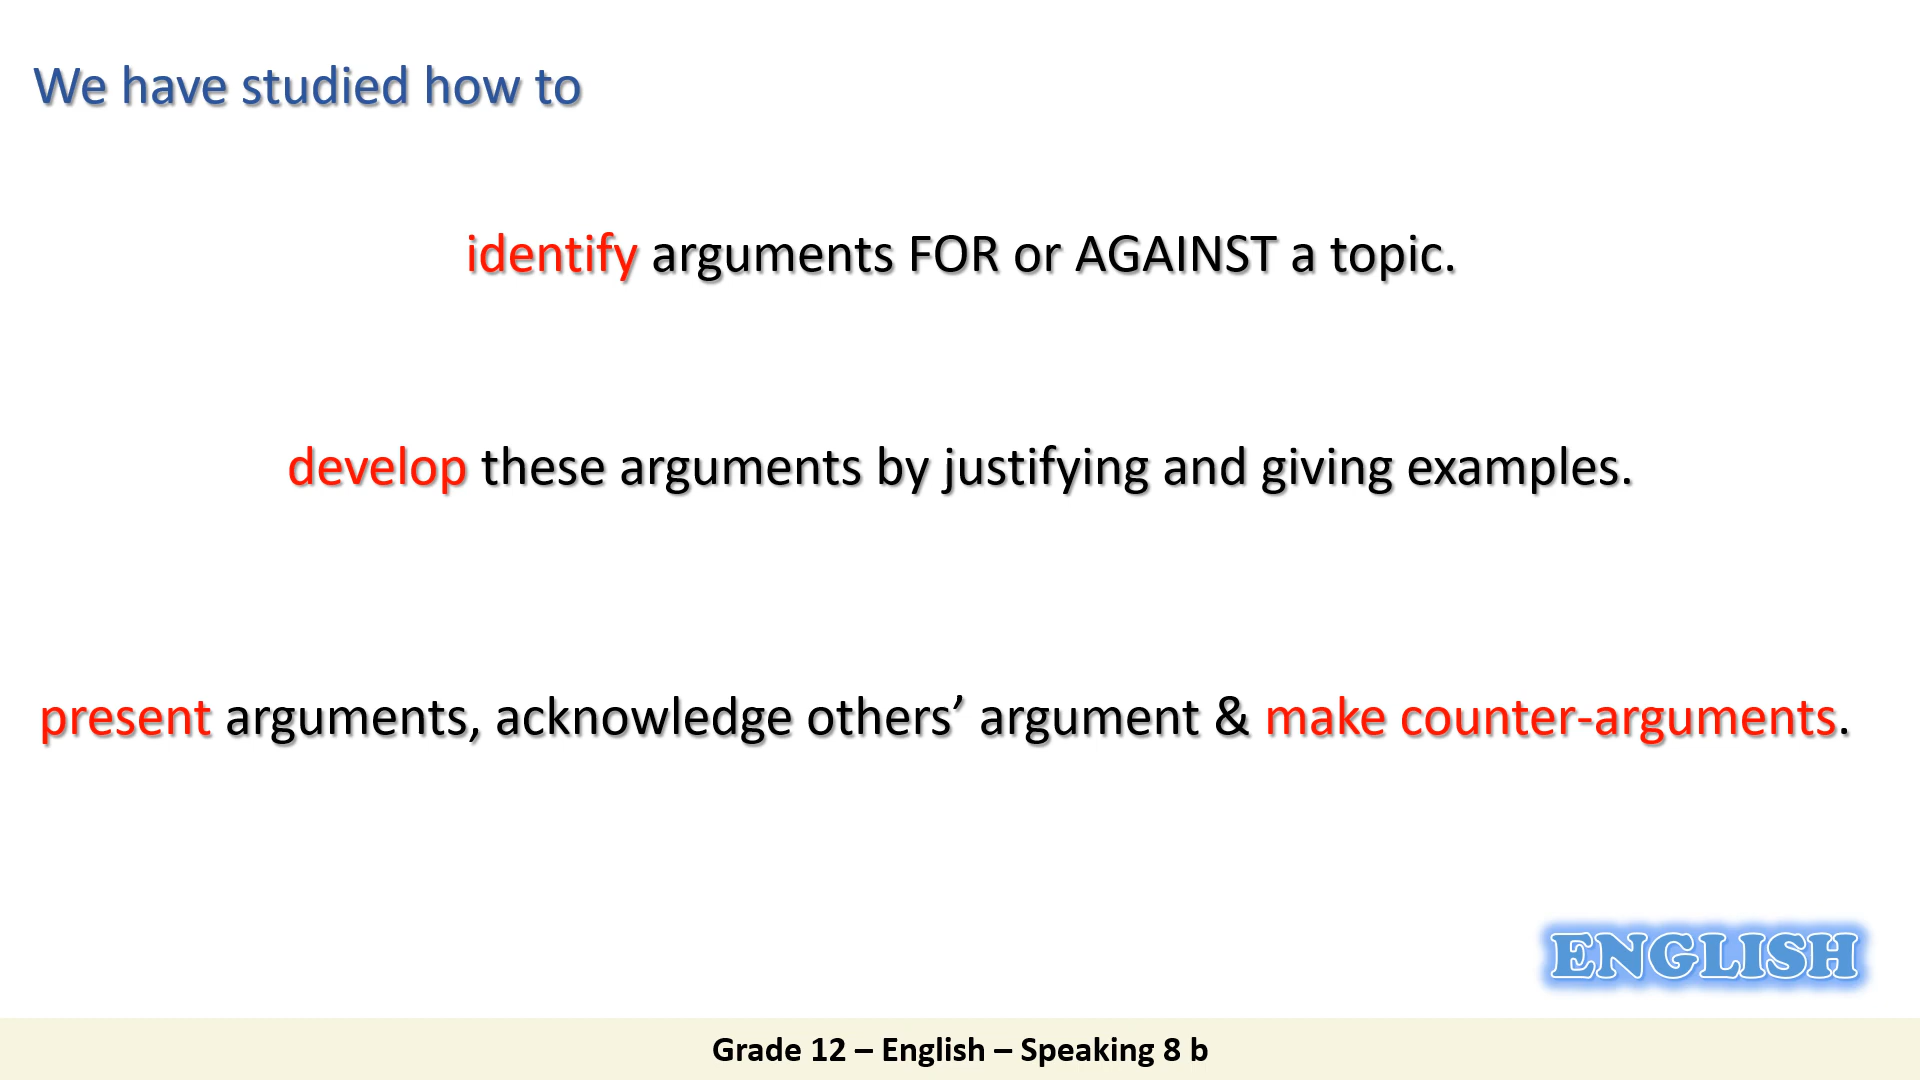 We have studied how to
identify arguments FOR or AGAINST a topic.
develop these arguments by justifying and giving examples.
present arguments, acknowledge others’ argument & make counter-arguments.
ENGLISH
Grade 12 – English – Speaking 8 b